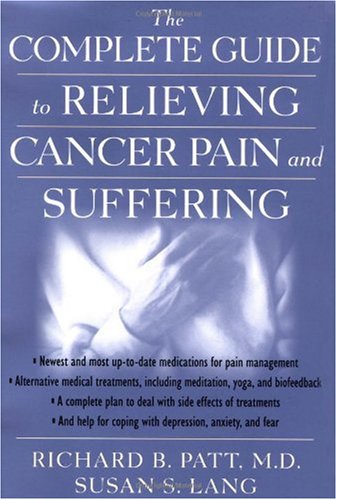 The
COMPLETE GUIDE
to RELIEVING
CANCER PAIN and
SUFFERING
• Newest and most up-to-date medications for pain management
• Alternative medical treatments, including meditation, yoga, and biofeedback
• A complete plan to deal with side effects of treatments
• And help for coping with depression, anxiety, and fear
RICHARD B. PATT, M.D.
SUSAN S. LANG